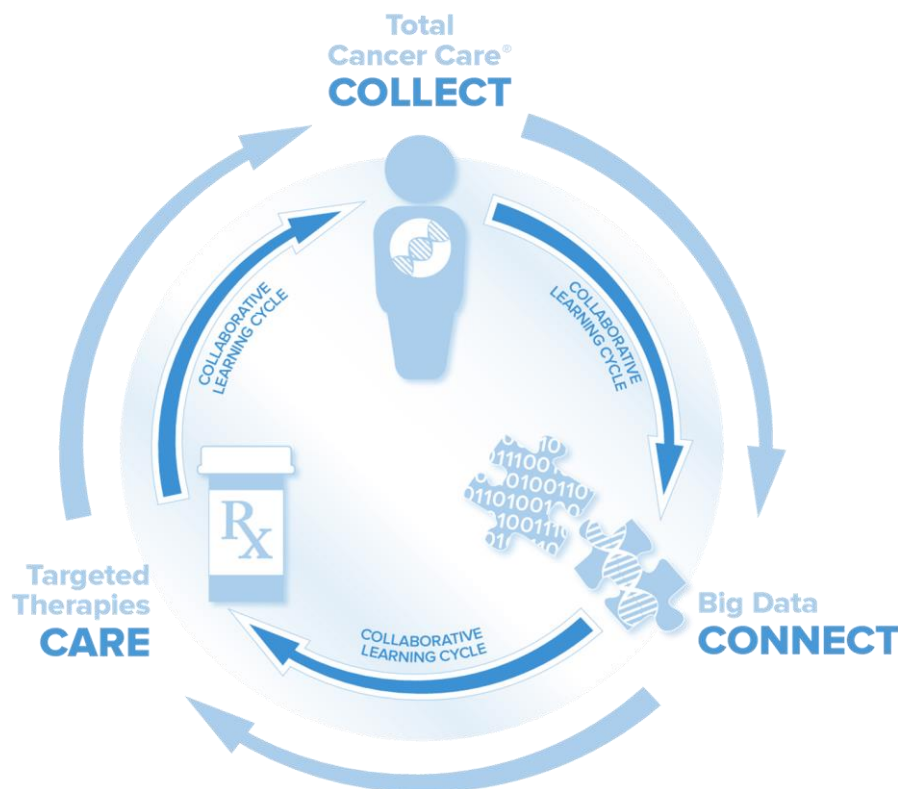 Total
Cancer Care®
COLLECT
COLLABORATIVE
LEARNING CYCLE
COLLABORATIVE
LEARNING CYCLE
Rx
Targeted
Therapies
CARE
Big Data
CONNECT
COLLABORATIVE
LEARNING CYCLE